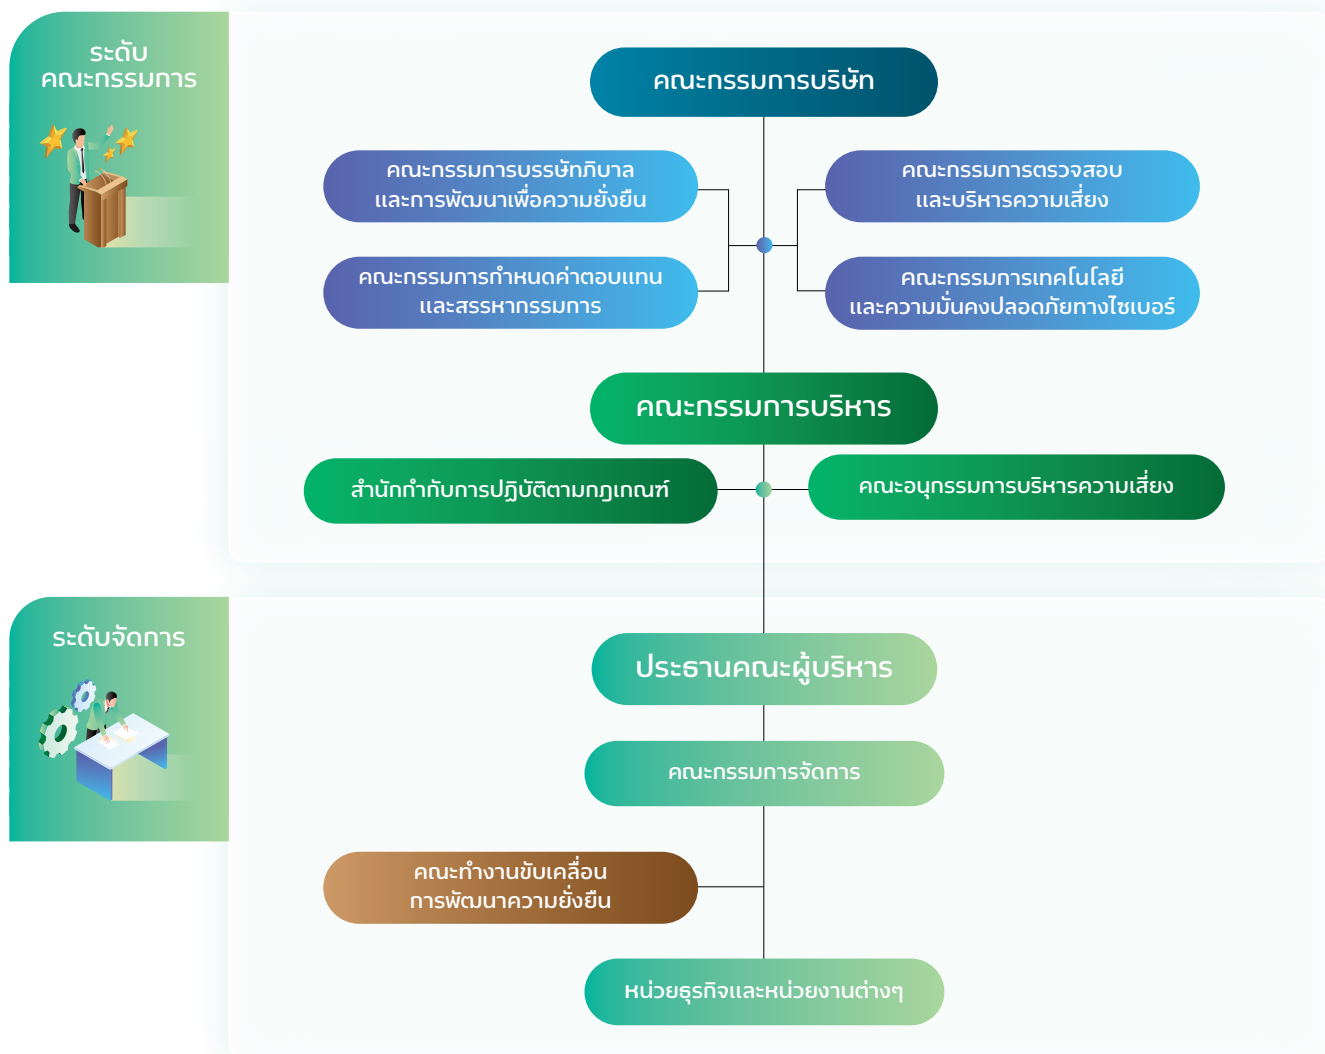 ระดับ
คณะกรรมการ
คณะกรรมการบริษัท
คณะกรรมการบรรษัทภิบาล
และการพัฒนาเพื่อความยั่งยืน
คณะกรรมการตรวจสอบ
และบริหารความเสี่ยง
คณะกรรมการกำหนดค่าตอบแทน
และสรรหากรรมการ
คณะกรรมการเทคโนโลยี
และความมั่นคงปลอดภัยทางไซเบอร์
คณะกรรมการบริหาร
สำนักกำกับการปฏิบัติตามกฎเกณฑ์
คณะอนุกรรมการบริหารความเสี่ยง
ระดับจัดการ
ประธานคณะผู้บริหาร
คณะกรรมการจัดการ
คณะทำงานขับเคลื่อน
การพัฒนาความยั่งยืน
หน่วยธุรกิจและหน่วยงานต่างๆ